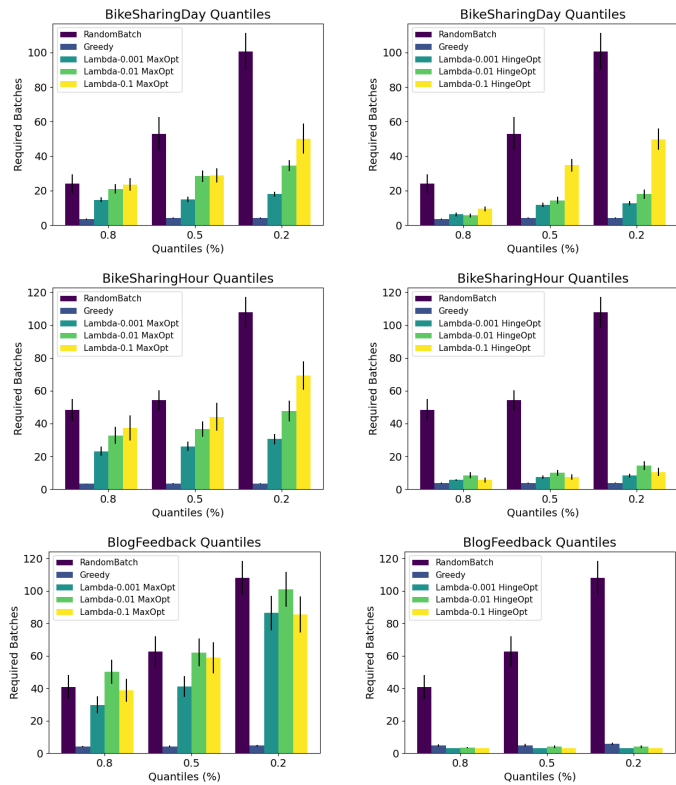 BikeSharingDay Quantiles
Required Batches
100
80
60
40
20
0
RandomBatch
Greedy
Lambda-0.001 MaxOpt
Lambda-0.01 MaxOpt
Lambda-0.1 MaxOpt
0.8 0.5 0.2
Quantiles (%)
BikeSharingDay Quantiles
Required Batches
100
80
60
40
20
0
RandomBatch
Greedy
Lambda-0.001 HingeOpt
Lambda-0.01 HingeOpt
Lambda-0.1 HingeOpt
0.8 0.5 0.2
Quantiles (%)
BikeSharingHour Quantiles
Required Batches
120
100
80
60
40
20
0
RandomBatch
Greedy
Lambda-0.001 MaxOpt
Lambda-0.01 MaxOpt
Lambda-0.1 MaxOpt
0.8 0.5 0.2
Quantiles (%)
BikeSharingHour Quantiles
Required Batches
120
100
80
60
40
20
0
RandomBatch
Greedy
Lambda-0.001 HingeOpt
Lambda-0.01 HingeOpt
Lambda-0.1 HingeOpt
0.8 0.5 0.2
Quantiles (%)
BlogFeedback Quantiles
Required Batches
120
100
80
60
40
20
0
RandomBatch
Greedy
Lambda-0.001 MaxOpt
Lambda-0.01 MaxOpt
Lambda-0.1 MaxOpt
0.8 0.5 0.2
Quantiles (%)
BlogFeedback Quantiles
Required Batches
120
100
80
60
40
20
0
RandomBatch
Greedy
Lambda-0.001 HingeOpt
Lambda-0.01 HingeOpt
Lambda-0.1 HingeOpt
0.8 0.5 0.2
Quantiles (%)